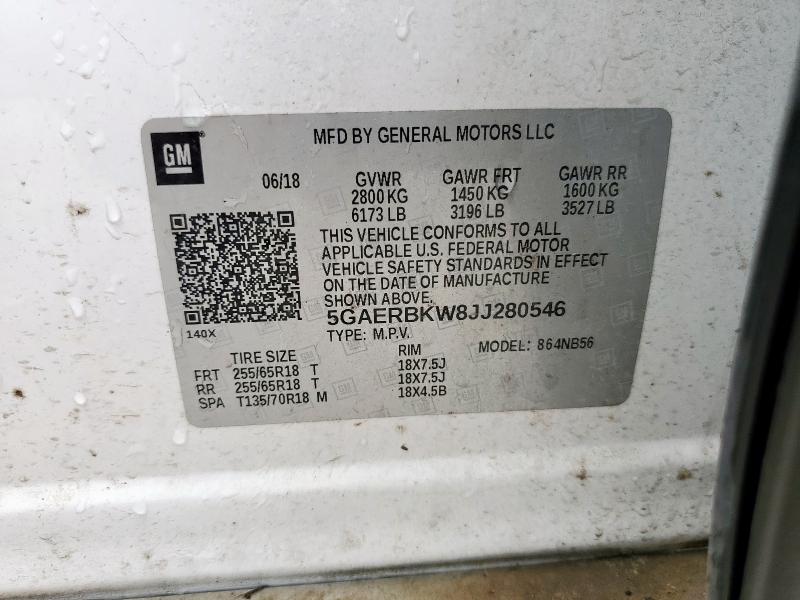 GM
MFD BY GENERAL MOTORS LLC
06/18 GVWR GAWR FRT GAWR RR
2800 KG 1450 KG 1600 KG
6173 LB 3196 LB 3527 LB
THIS VEHICLE CONFORMS TO ALL
APPLICABLE U.S. FEDERAL MOTOR
VEHICLE SAFETY STANDARDS IN EFFECT
ON THE DATE OF MANUFACTURE
SHOWN ABOVE.
5GAERBKW8JJ280546
140X
TYPE: M.P.V. MODEL: 864NB56
TIRE SIZE RIM
FRT 255/65R18 T 18X7.5J
RR 255/65R18 T 18X7.5J
SPA T135/70R18 M 18X4.5B